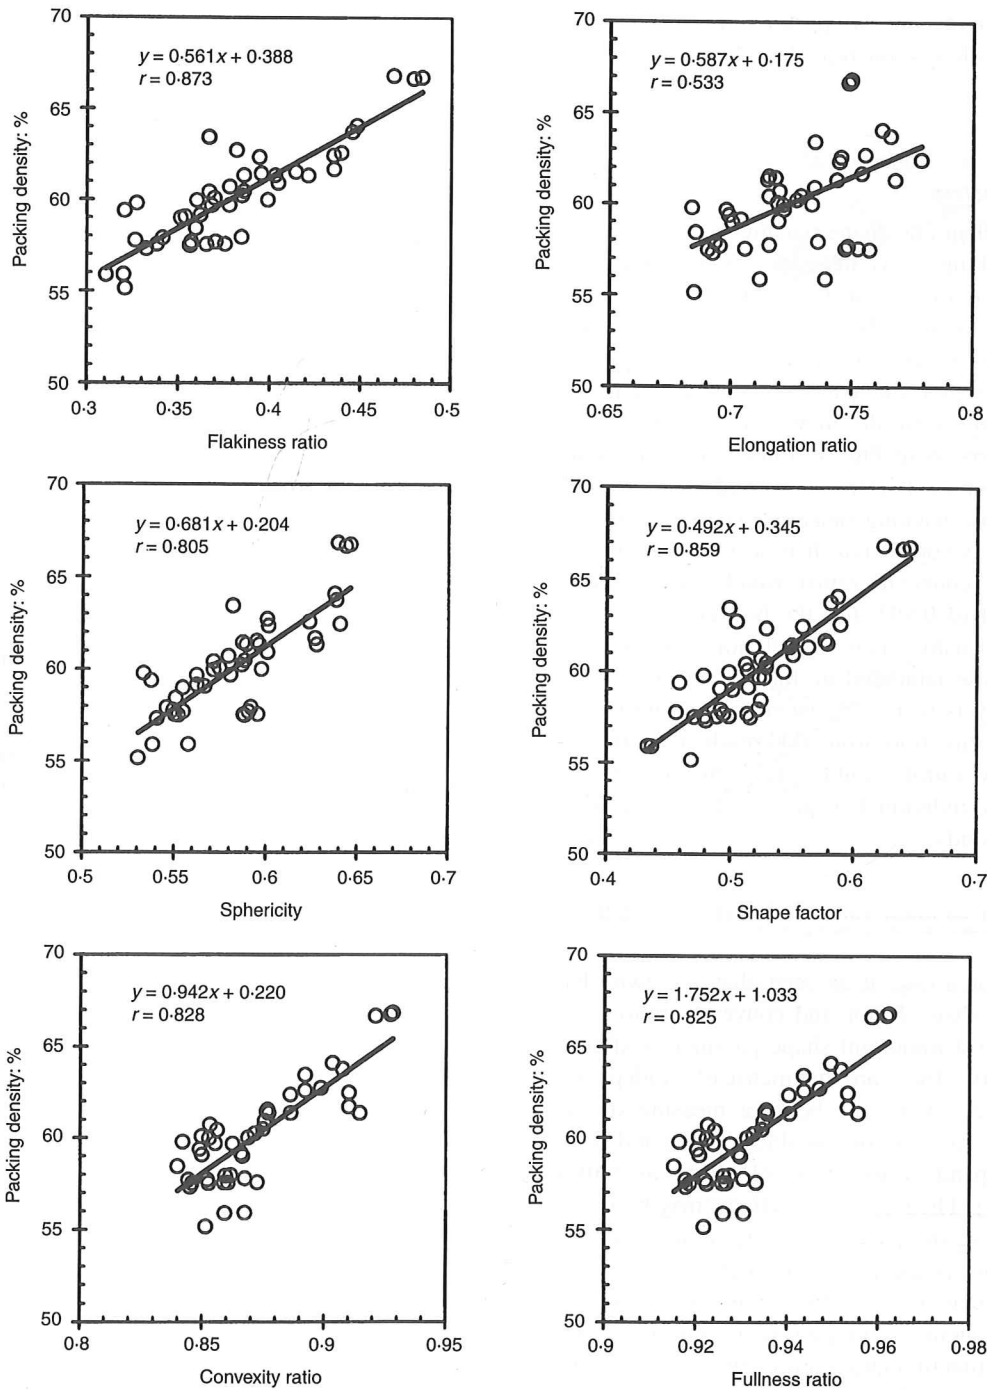 70
65
60
55
50
Packing density: %
y = 0·561x + 0·388
r = 0·873
0·3 0·35 0·4 0·45 0·5
Flakiness ratio
70
65
60
55
50
Packing density: %
y = 0·587x + 0·175
r = 0·533
0·65 0·7 0·75 0·8
Elongation ratio
70
65
60
55
50
Packing density: %
y = 0·681x + 0·204
r = 0·805
0·5 0·55 0·6 0·65 0·7
Sphericity
70
65
60
55
50
Packing density: %
y = 0·492x + 0·345
r = 0·859
0·4 0·5 0·6 0·7
Shape factor
70
65
60
55
50
Packing density: %
y = 0·942x + 0·220
r = 0·828
0·8 0·85 0·9 0·95
Convexity ratio
70
65
60
55
50
Packing density: %
y = 1·752x + 1·033
r = 0·825
0·9 0·92 0·94 0·96 0·98
Fullness ratio